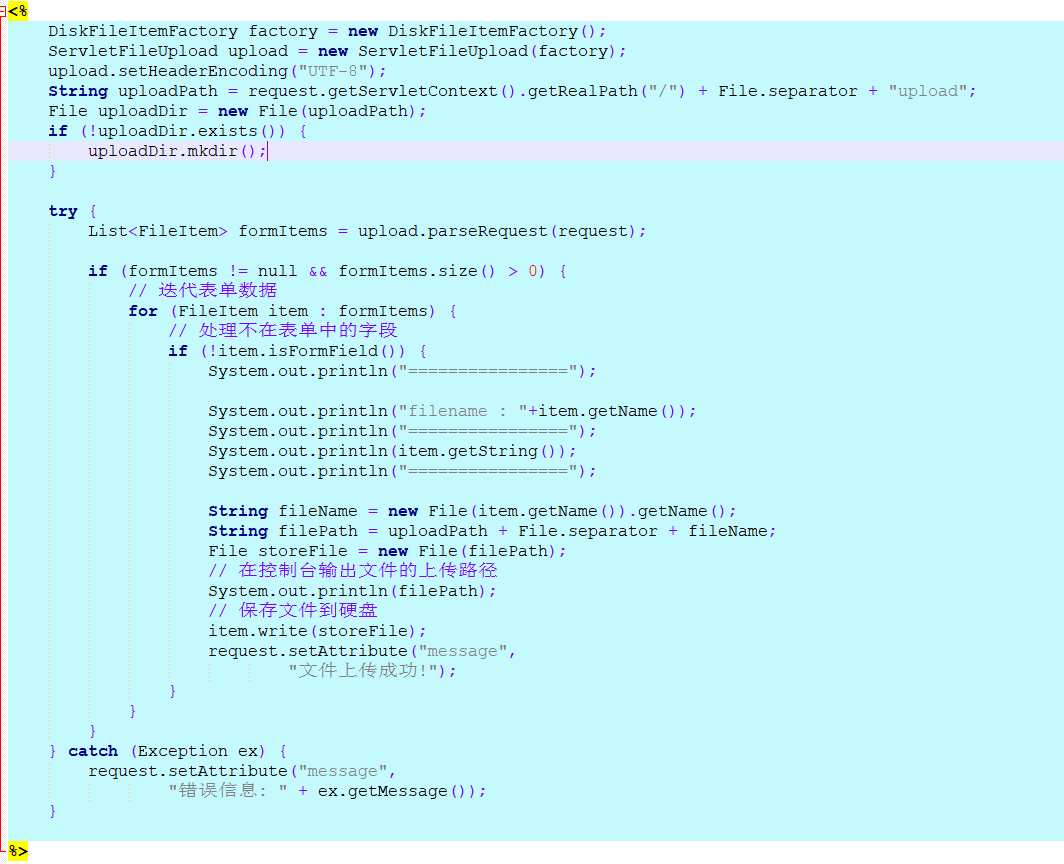 <%
DiskFileItemFactory factory = new DiskFileItemFactory();
ServletFileUpload upload = new ServletFileUpload(factory);
upload.setHeaderEncoding("UTF-8");
String uploadPath = request.getServletContext().getRealPath("/") + File.separator + "upload";
File uploadDir = new File(uploadPath);
if (!uploadDir.exists()) {
uploadDir.mkdir();
}
try {
List<FileItem> formItems = upload.parseRequest(request);
if (formItems != null && formItems.size() > 0) {
// 迭代表单数据
for (FileItem item : formItems) {
// 处理不在表单中的字段
if (!item.isFormField()) {
System.out.println("================");
System.out.println("filename : "+item.getName());
System.out.println("================");
System.out.println(item.getString());
System.out.println("================");
String fileName = new File(item.getName()).getName();
String filePath = uploadPath + File.separator + fileName;
File storeFile = new File(filePath);
// 在控制台输出文件的上传路径
System.out.println(filePath);
// 保存文件到硬盘
item.write(storeFile);
request.setAttribute("message",
"文件上传成功!");
}
}
}
} catch (Exception ex) {
request.setAttribute("message",
"错误信息: " + ex.getMessage());
}
%>